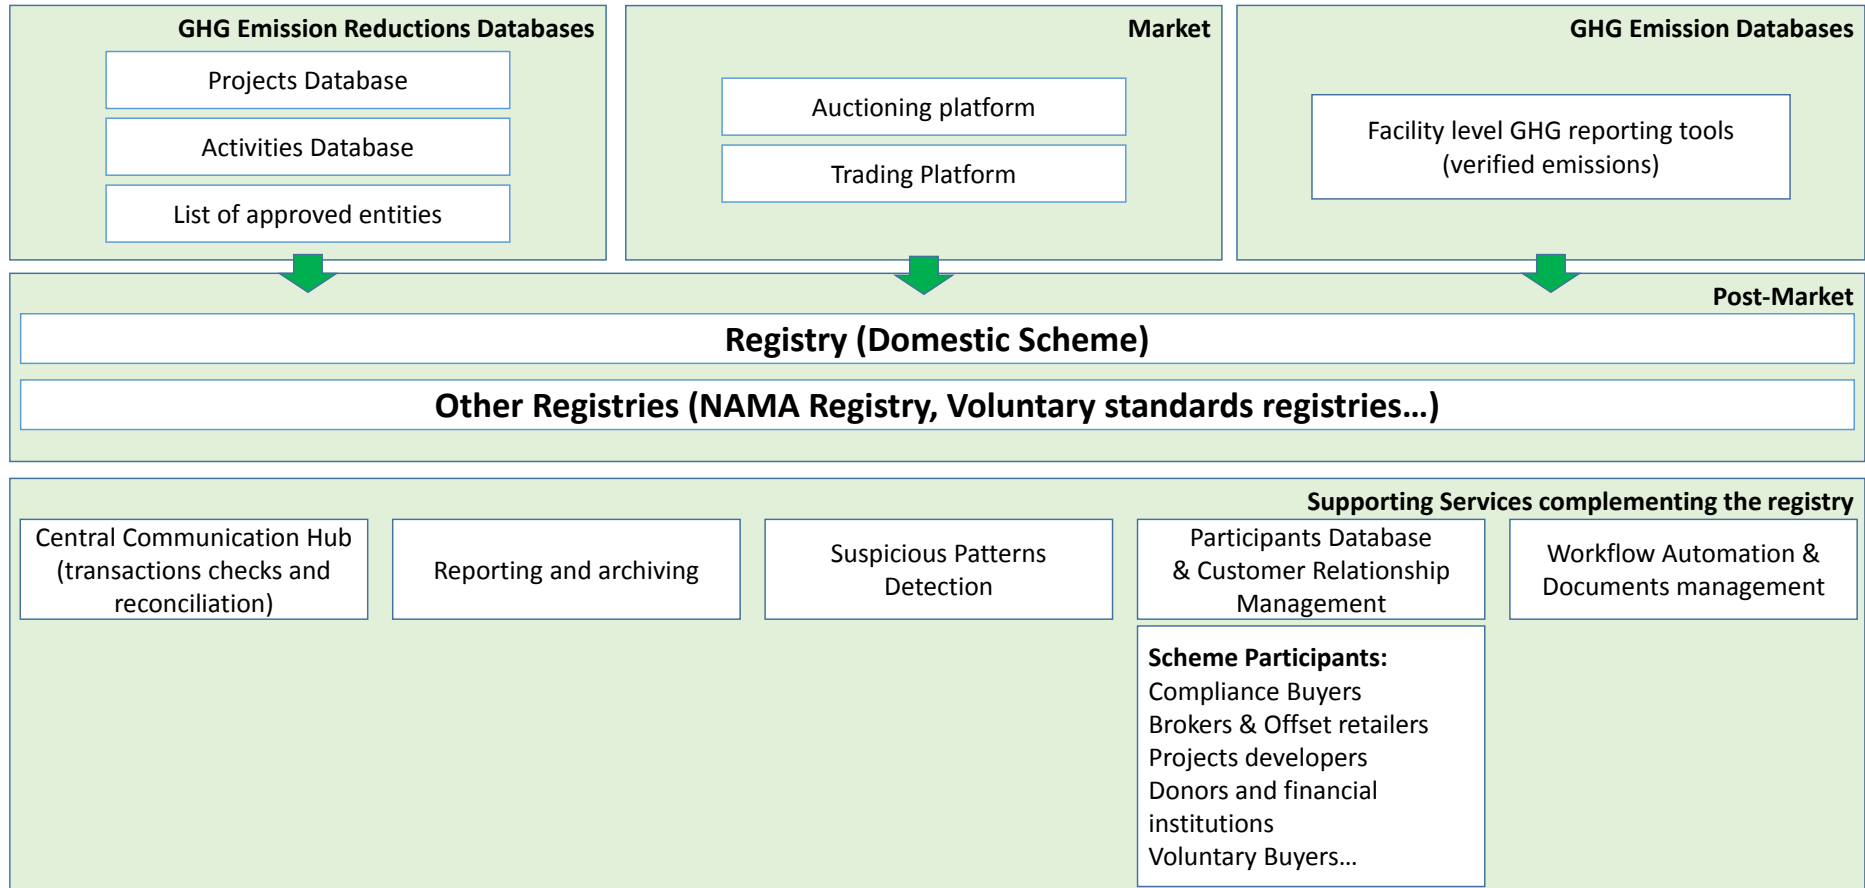 GHG Emission Reductions Databases
Projects Database
Activities Database
List of approved entities
Market
Auctioning platform
Trading Platform
GHG Emission Databases
Facility level GHG reporting tools
(verified emissions)
Post-Market
Registry (Domestic Scheme)
Other Registries (NAMA Registry, Voluntary standards registries…)
Supporting Services complementing the registry
Central Communication Hub
(transactions checks and
reconciliation)
Reporting and archiving
Suspicious Patterns
Detection
Participants Database
& Customer Relationship
Management
Workflow Automation &
Documents management
Scheme Participants:
Compliance Buyers
Brokers & Offset retailers
Projects developers
Donors and financial
institutions
Voluntary Buyers…